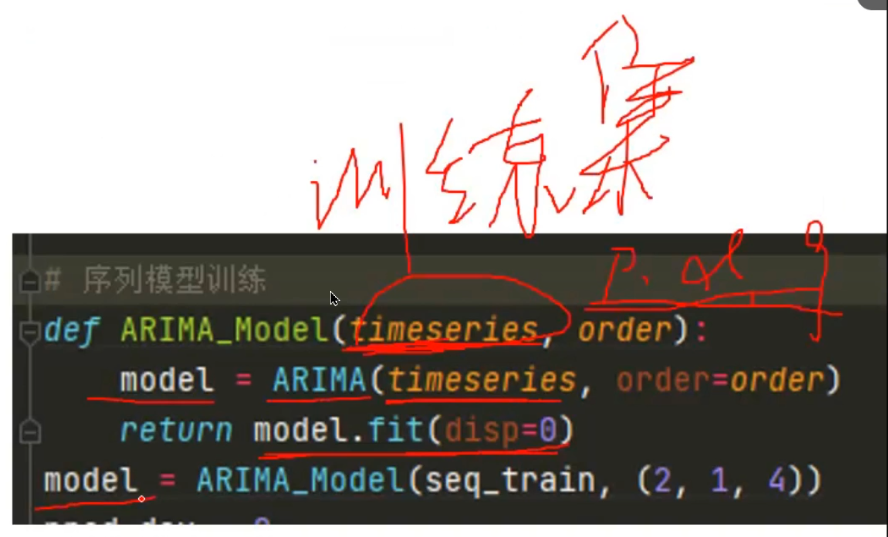 训练集
p. d q
# 序列模型训练
def ARIMA_Model(timeseries, order):
model = ARIMA(timeseries, order=order)
return model.fit(disp=0)
model = ARIMA_Model(seq_train, (2, 1, 4))